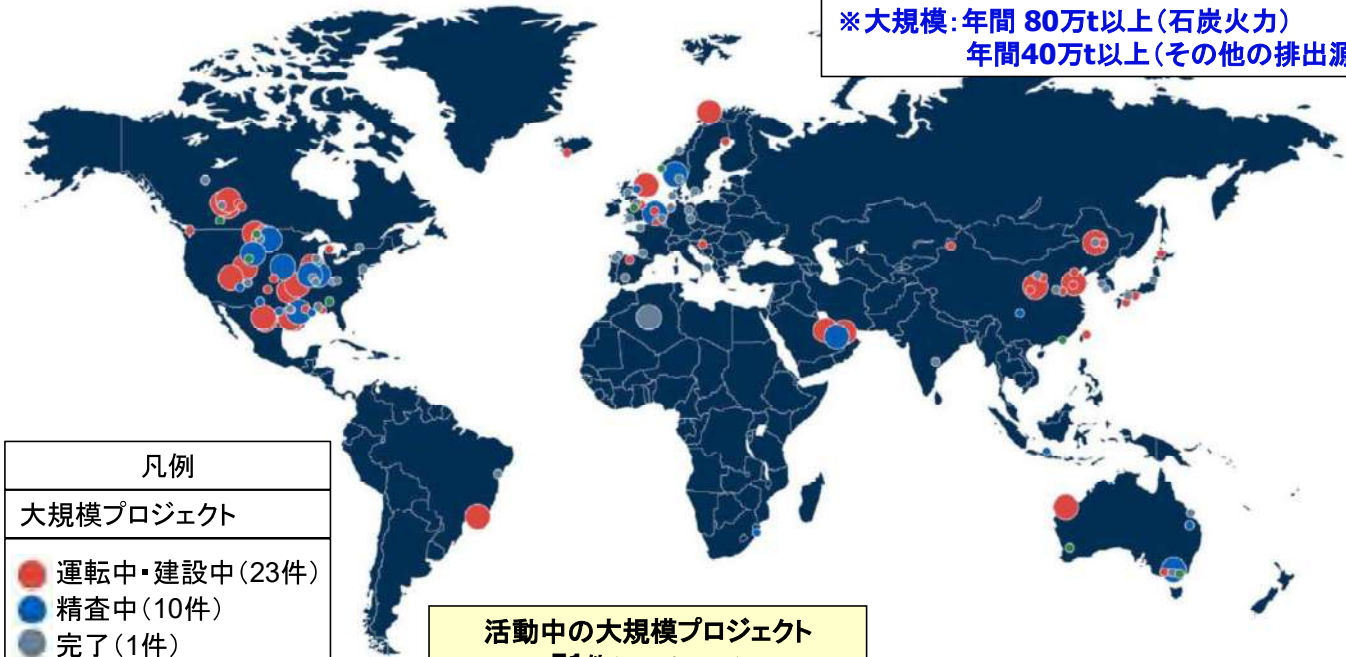 ※大規模：年間 80万t以上（石炭火力）
年間40万t以上（その他の排出源
凡例
大規模プロジェクト
運転中・建設中（23件）
精査中（10件）
完了（1件）
活動中の大規模プロジェクト